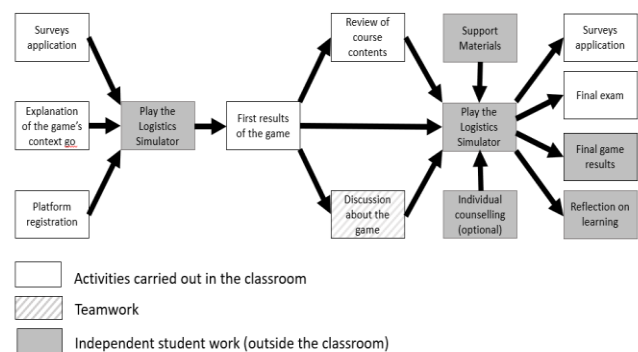 Surveys
application
Explanation
of the game's
context go
Platform
registration
Play the
Logistics
Simulator
First results
of the game
Review of
course
contents
Discussion
about the
game
Support
Materials
Play the
Logistics
Simulator
Individual
counselling
(optional)
Surveys
application
Final exam
Final game
results
Reflection on
learning
Activities carried out in the classroom
Teamwork
Independent student work (outside the classroom)